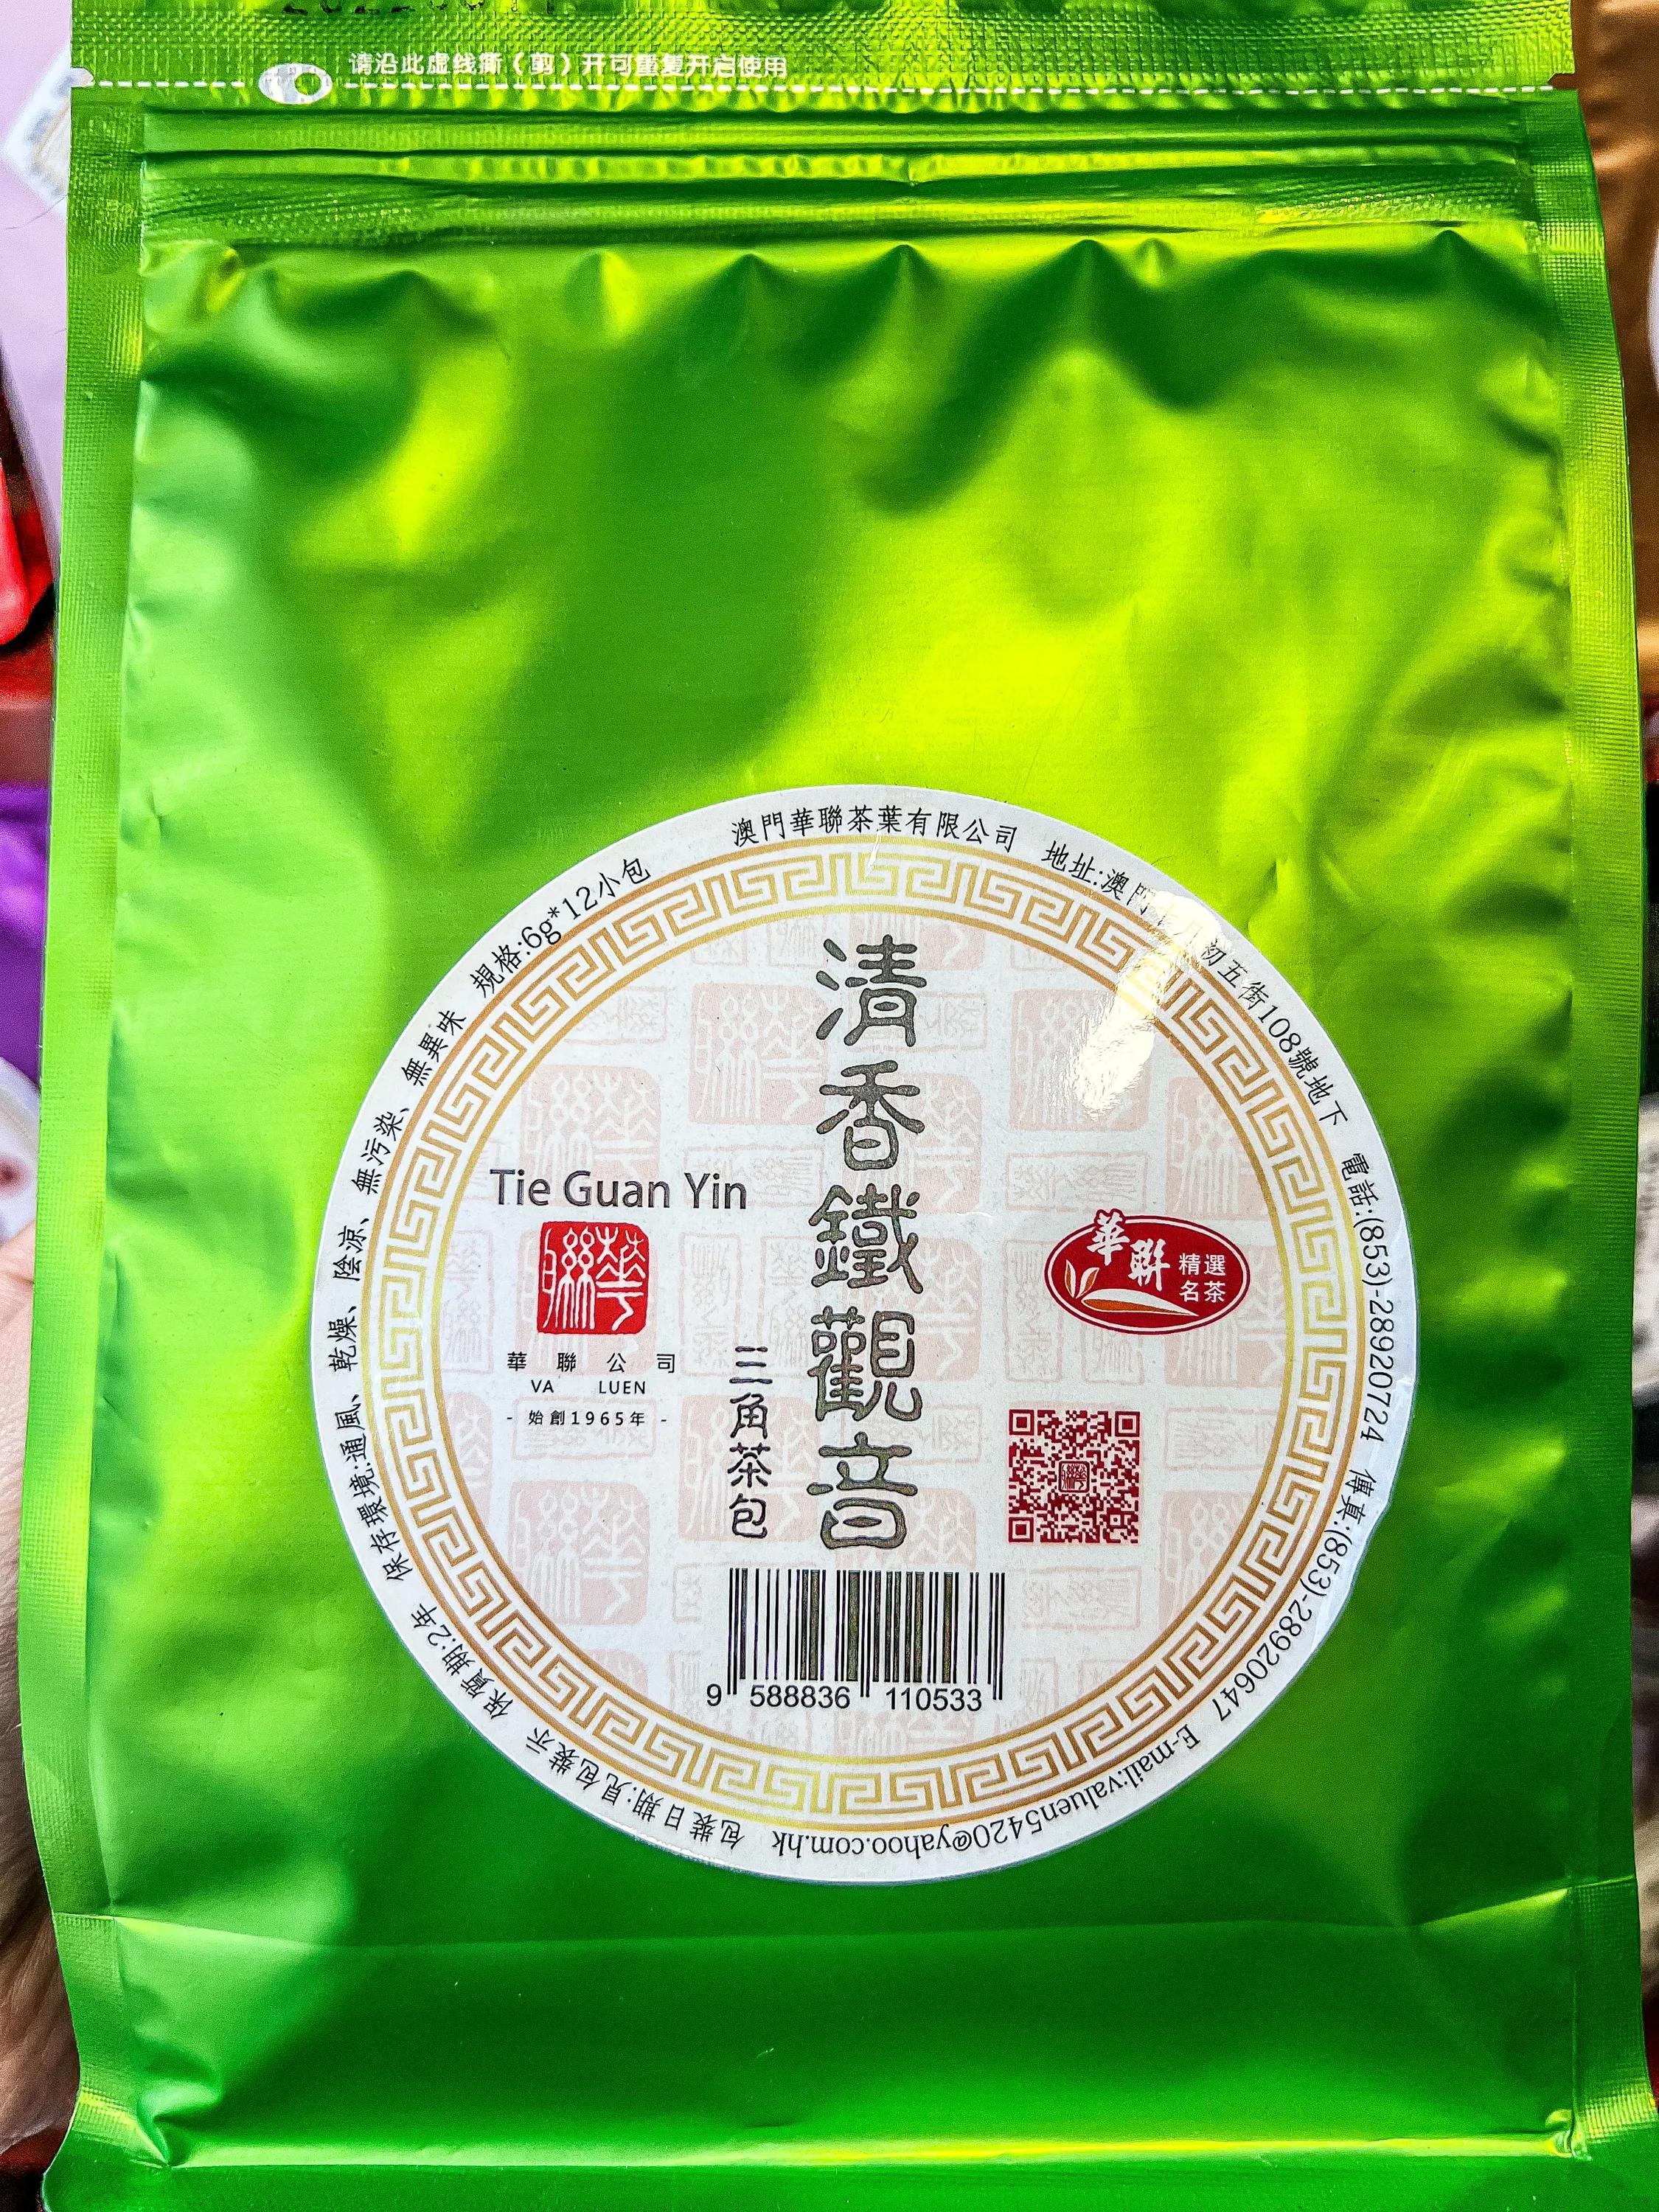 请沿此虚线撕（剪）开可重复开启使用
澳門華聯茶葉有限公司
地址:澳門
初五街108號地下
電話:(853)-28920724
傳真:(853)-28920647
E-mail:valuen5420@yahoo.com.hk
包裝日期:見包裝示
保質期:2年
保存環境:通風、乾燥、陰涼、無污染、無異味
規格:6g*12小包
清香鐵觀音
三角茶包
Tie Guan Yin
聯華
華聯公司
VA LUEN
- 始創1965年 -
華聯
精選
名茶
9 588836 110533